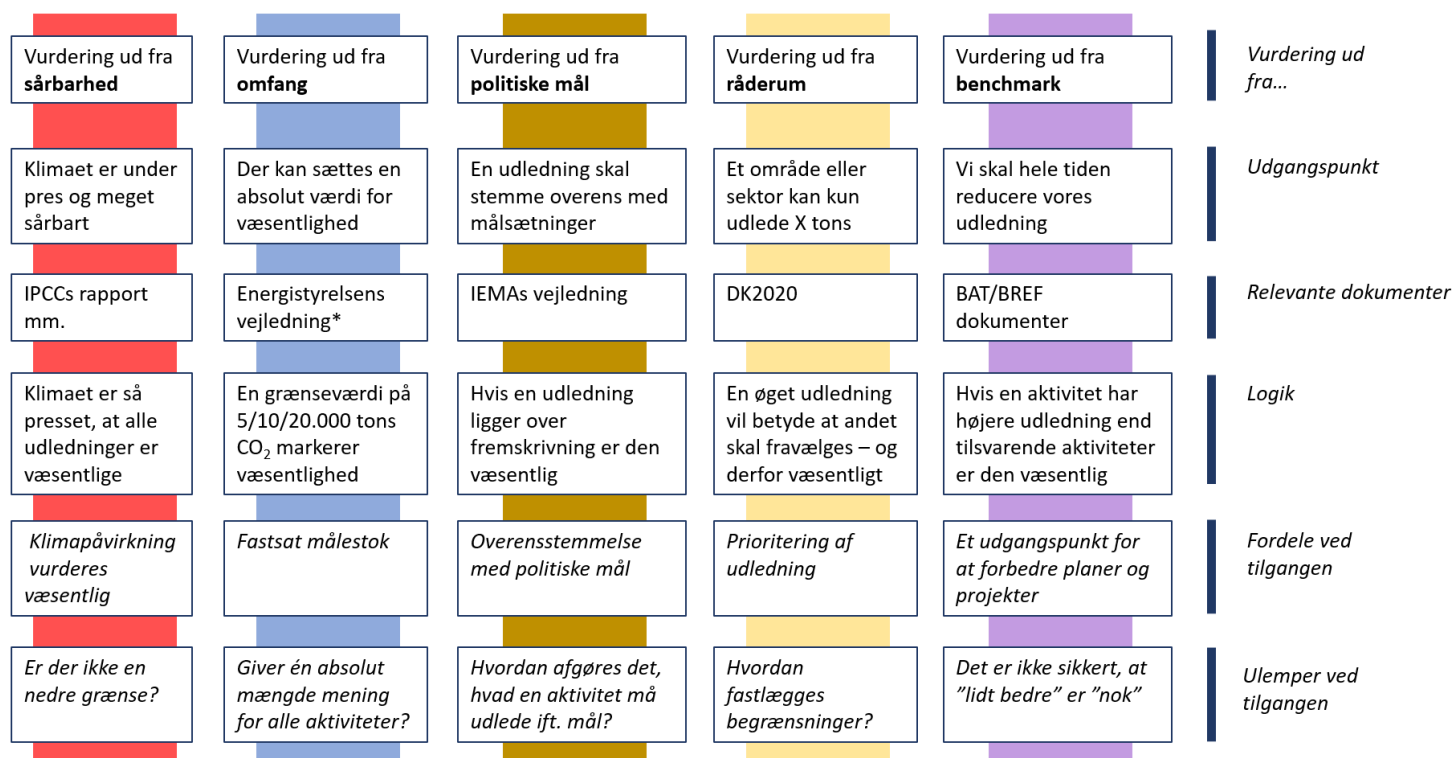 Vurdering ud fra
sårbarhed
Vurdering ud fra
omfang
Vurdering ud fra
politiske mål
Vurdering ud fra
råderum
Vurdering ud fra
benchmark
Vurdering ud
fra…
Klimaet er under
pres og meget
sårbart
Der kan sættes en
absolut værdi for
væsentlighed
En udledning skal
stemme overens med
målsætninger
Et område eller
sektor kan kun
udlede X tons
Vi skal hele tiden
reducere vores
udledning
Udgangspunkt
IPCCs rapport
mm.
Energistyrelsens
vejledning*
IEMAs vejledning
DK2020
BAT/BREF
dokumenter
Relevante dokumenter
Klimaet er så
presset, at alle
udledninger er
væsentlige
En grænseværdi på
5/10/20.000 tons
CO₂ markerer
væsentlighed
Hvis en udledning
ligger over
fremskrivning er den
væsentlig
En øget udledning
vil betyde at andet
skal fravælges – og
derfor væsentligt
Hvis en aktivitet har
højere udledning end
tilsvarende aktiviteter
er den væsentlig
Logik
Klimapåvirkning
vurderes
væsentlig
Fastsat målestok
Overensstemmelse
med politiske mål
Prioritering af
udledning
Et udgangspunkt for
at forbedre planer og
projekter
Fordele ved
tilgangen
Er der ikke en
nedre grænse?
Giver én absolut
mængde mening
for alle aktiviteter?
Hvordan afgøres det,
hvad en aktivitet må
udlede ift. mål?
Hvordan
fastlægges
begrænsninger?
Det er ikke sikkert, at
”lidt bedre” er ”nok”
Ulemper ved
tilgangen